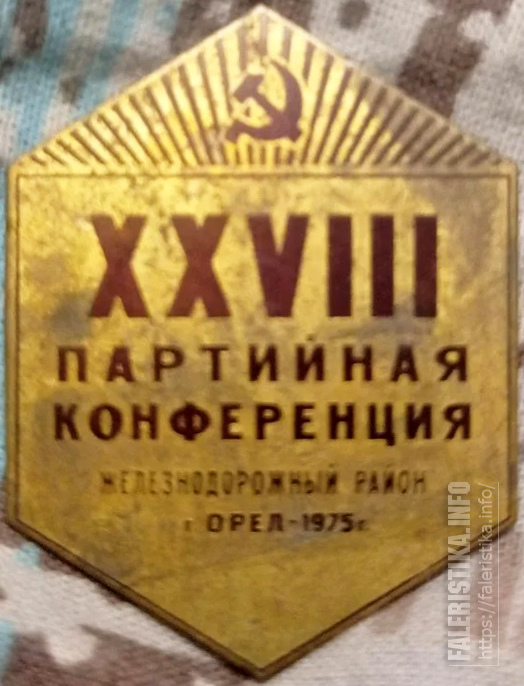 XXVIII
ПАРТИЙНАЯ
КОНФЕРЕНЦИЯ
ЖЕЛЕЗНОДОРОЖНЫЙ РАЙОН
г. ОРЕЛ-1975г.
FALERISTIKA.INFO
https://faleristika.info/